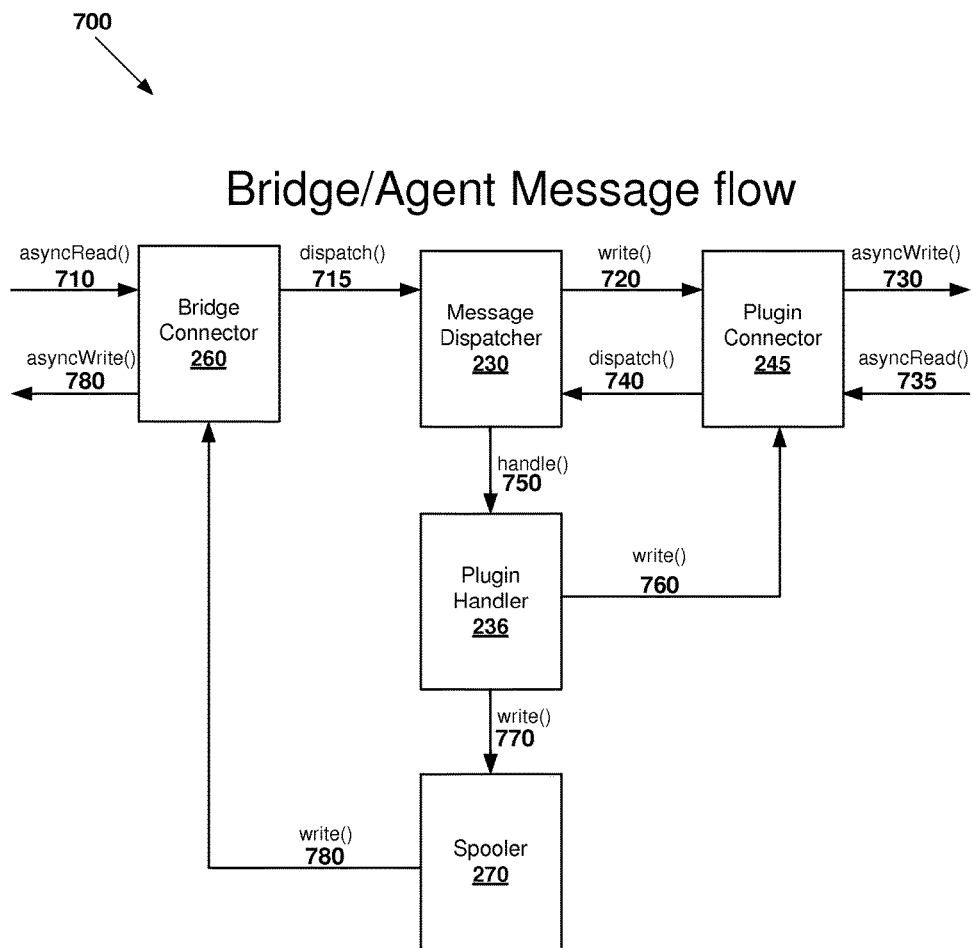 700
Bridge/Agent Message flow
asyncRead()
710
dispatch()
715
write()
720
asyncWrite()
730
Bridge
Connector
260
Message
Dispatcher
230
Plugin
Connector
245
asyncWrite()
780
dispatch()
740
asyncRead()
735
handle()
750
Plugin
Handler
236
write()
760
write()
770
write()
780
Spooler
270